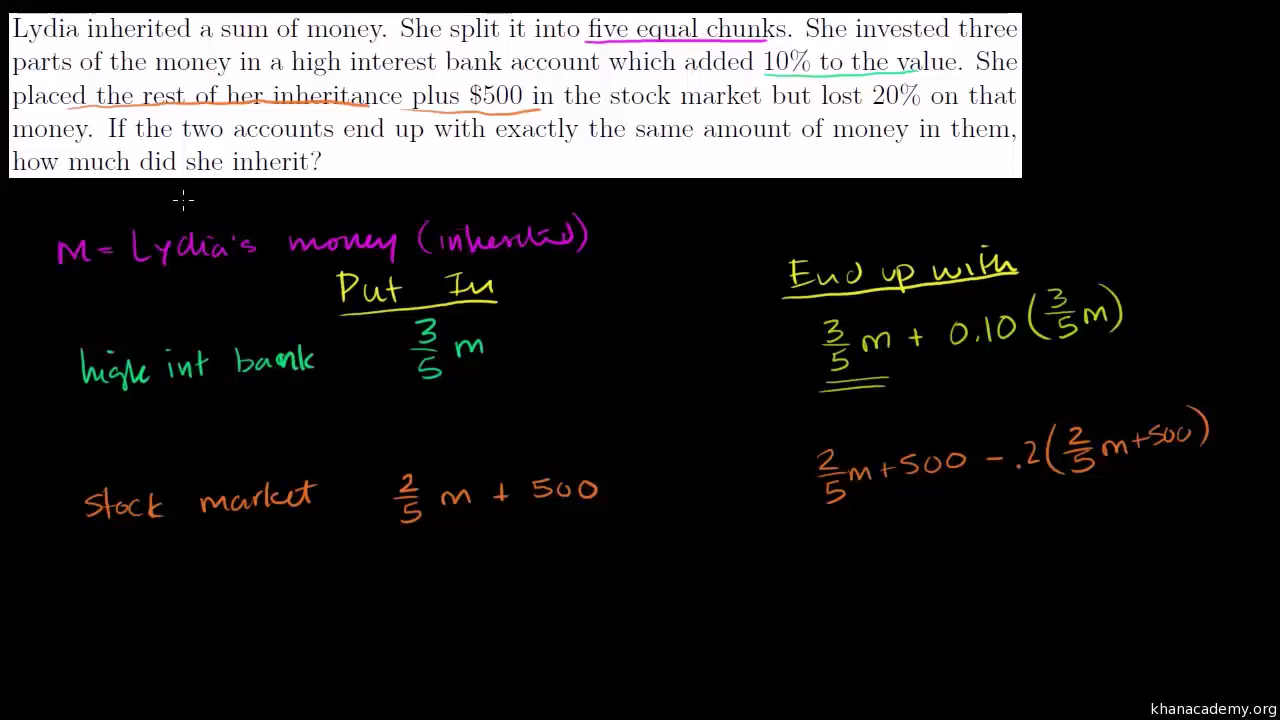 Lydia inherited a sum of money. She split it into five equal chunks. She invested three
parts of the money in a high interest bank account which added 10% to the value. She
placed the rest of her inheritance plus $500 in the stock market but lost 20% on that
money. If the two accounts end up with exactly the same amount of money in them,
how much did she inherit?
M = Lydia's money (inherited)
Put In
End up with
high int bank 3/5 m
3/5 m + 0.10 (3/5 m)
stock market 2/5 m + 500
2/5 m + 500 - .2 (2/5 m + 500)
khanacademy.org